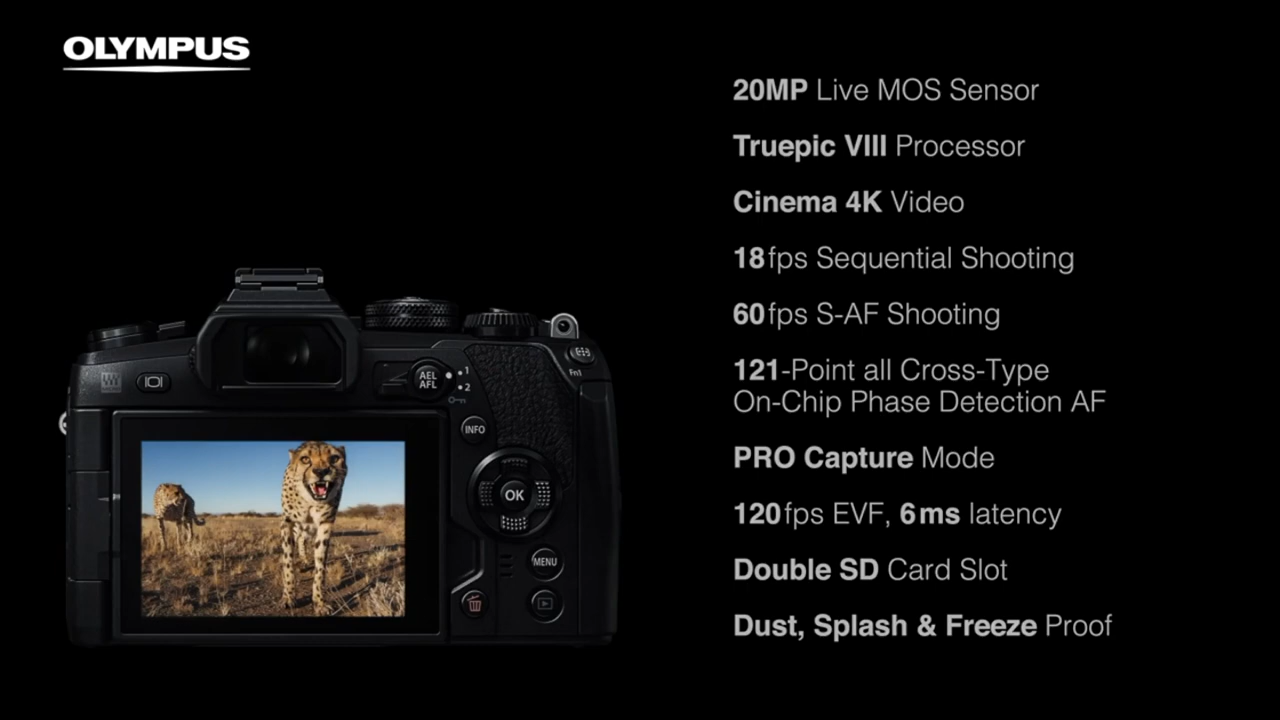 OLYMPUS
20MP Live MOS Sensor
Truepic VIII Processor
Cinema 4K Video
18fps Sequential Shooting
60fps S-AF Shooting
121-Point all Cross-Type
On-Chip Phase Detection AF
PRO Capture Mode
120fps EVF, 6ms latency
Double SD Card Slot
Dust, Splash & Freeze Proof
AEL
AFL
1
2
Fn1
INFO
OK
MENU